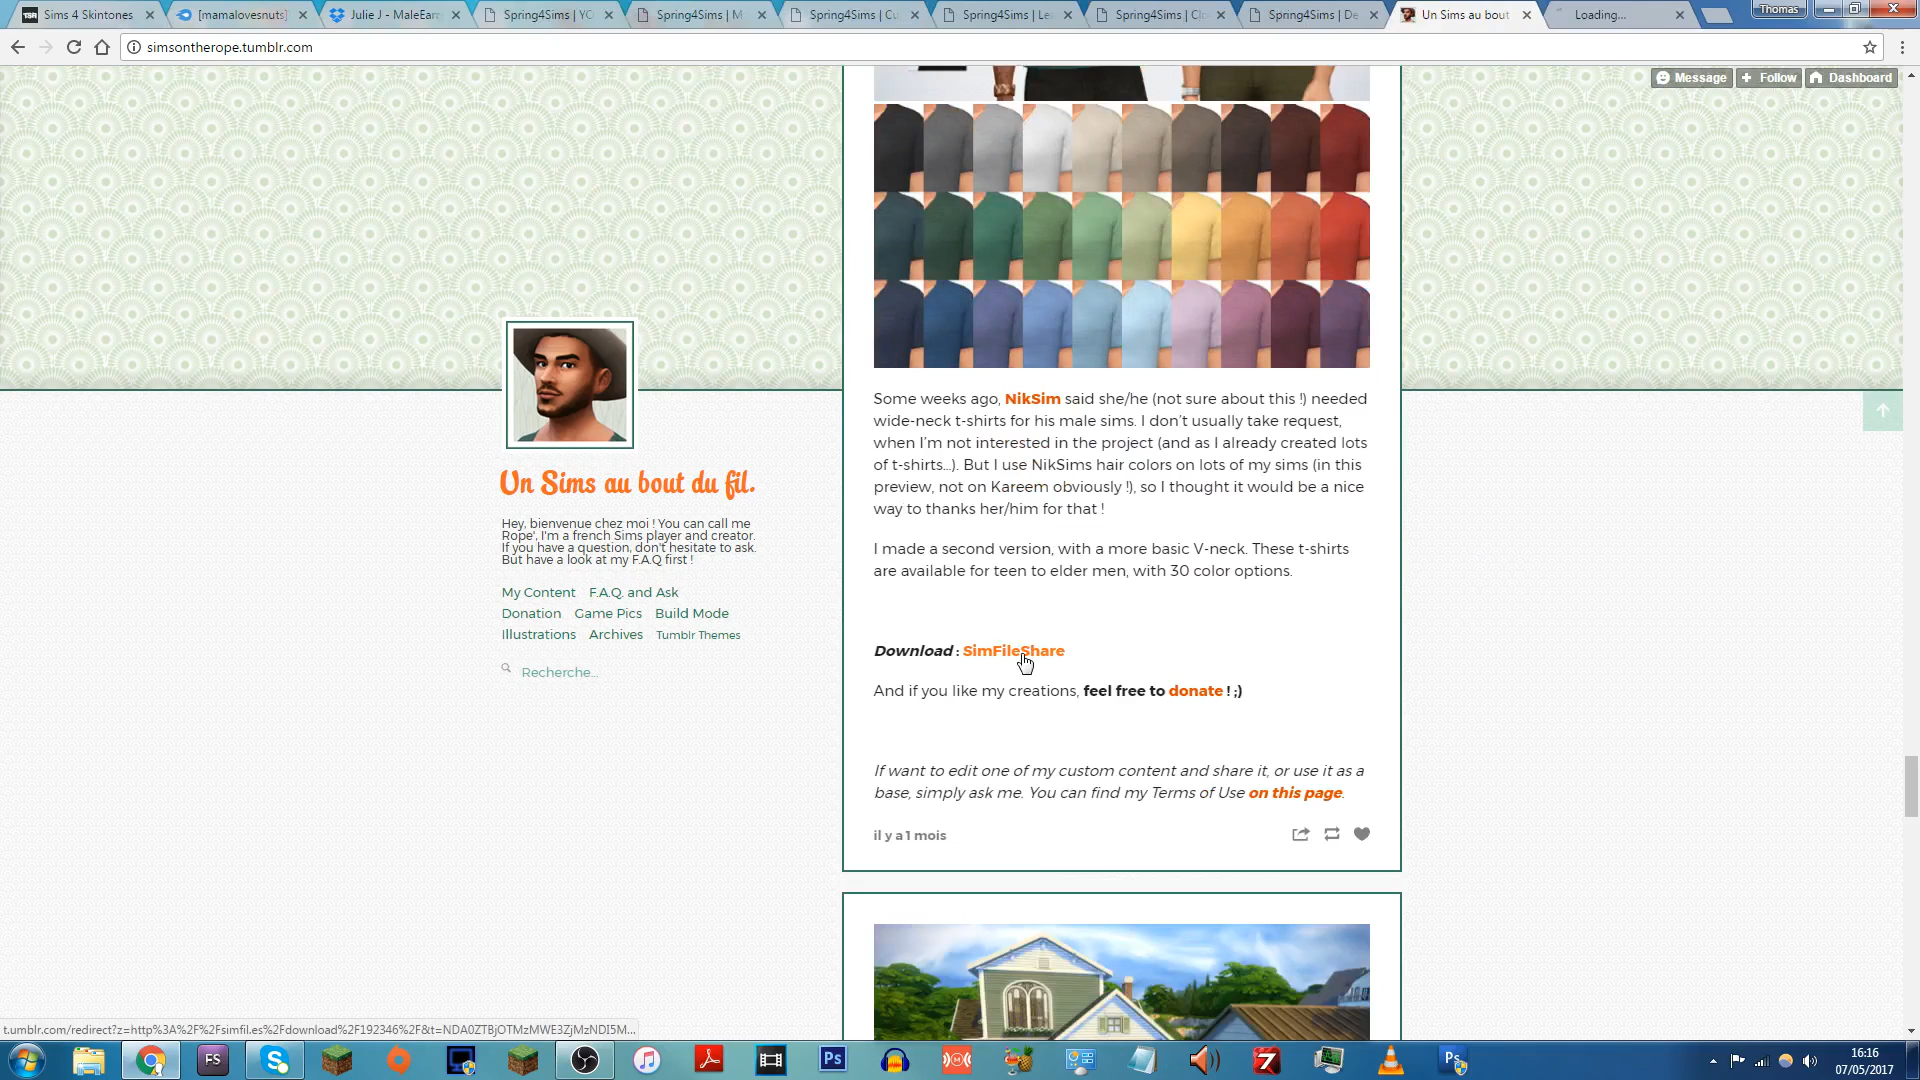 TSR Sims 4 Skintones
[mamalovesnuts]
Julie J - MaleEar
Spring4Sims | YO
Spring4Sims | M
Spring4Sims | Cu
Spring4Sims | Le
Spring4Sims | Clo
Spring4Sims | De
Un Sims au bout
Loading...
Thomas
simsontherope.tumblr.com
Message
Follow
Dashboard
Un Sims au bout du fil.
Hey, bienvenue chez moi ! You can call me
Rope', I'm a french Sims player and creator.
If you have a question, don't hesitate to ask.
But have a look at my F.A.Q first !
My Content F.A.Q. and Ask
Donation Game Pics Build Mode
Illustrations Archives Tumblr Themes
Recherche...
Some weeks ago, NikSim said she/he (not sure about this !) needed
wide-neck t-shirts for his male sims. I don't usually take request,
when I'm not interested in the project (and as I already created lots
of t-shirts...). But I use NikSims hair colors on lots of my sims (in this
preview, not on Kareem obviously !), so I thought it would be a nice
way to thanks her/him for that !
I made a second version, with a more basic V-neck. These t-shirts
are available for teen to elder men, with 30 color options.
Download : SimFileShare
And if you like my creations, feel free to donate ! ;)
If want to edit one of my custom content and share it, or use it as a
base, simply ask me. You can find my Terms of Use on this page.
il y a 1 mois
t.umblr.com/redirect?z=http%3A%2F%2Fsimfil.es%2Fdownload%2F192346%2F&t=NDA0ZTBjOTMzMWE3ZjMzNDI5M...
FS
Ps
7
Ps
16:16
07/05/2017